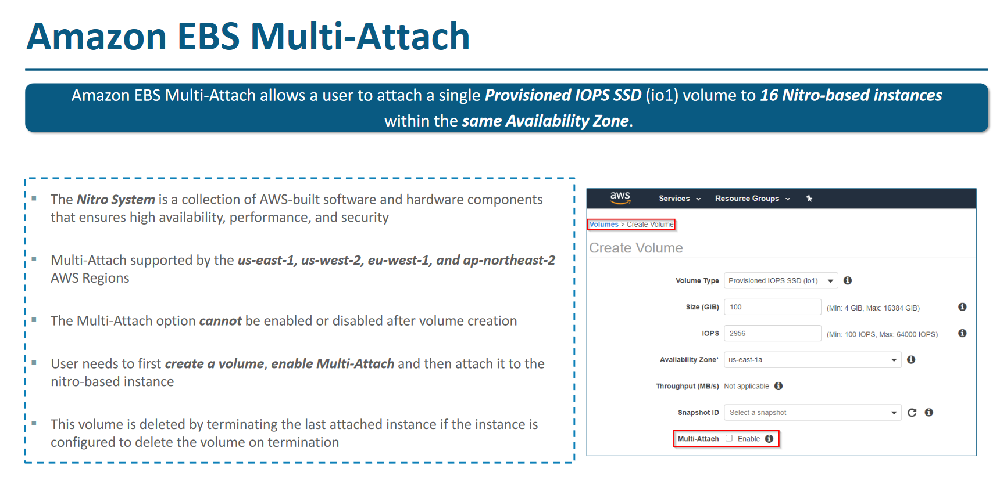 Amazon EBS Multi-Attach
Amazon EBS Multi-Attach allows a user to attach a single Provisioned IOPS SSD (io1) volume to 16 Nitro-based instances
within the same Availability Zone.
▪ The Nitro System is a collection of AWS-built software and hardware components
that ensures high availability, performance, and security
▪ Multi-Attach supported by the us-east-1, us-west-2, eu-west-1, and ap-northeast-2
AWS Regions
▪ The Multi-Attach option cannot be enabled or disabled after volume creation
▪ User needs to first create a volume, enable Multi-Attach and then attach it to the
nitro-based instance
▪ This volume is deleted by terminating the last attached instance if the instance is
configured to delete the volume on termination
aws Services Resource Groups
Volumes > Create Volume
Create Volume
Volume Type Provisioned IOPS SSD (io1)
Size (GiB) 100 (Min: 4 GiB, Max: 16384 GiB)
IOPS 2956 (Min: 100 IOPS, Max: 64000 IOPS)
Availability Zone* us-east-1a
Throughput (MB/s) Not applicable
Snapshot ID Select a snapshot
Multi-Attach Enable